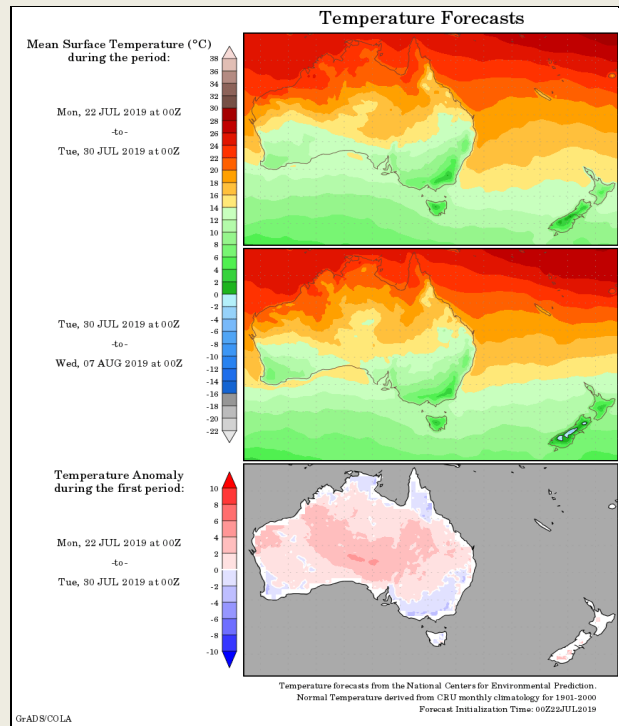 Temperature Forecasts
Mean Surface Temperature (°C)
during the period:
Mon, 22 JUL 2019 at 00Z
-to-
Tue, 30 JUL 2019 at 00Z
38
36
34
32
30
28
26
24
22
20
18
16
14
12
10
8
6
4
2
0
-2
-4
-6
-8
-10
-12
-14
-16
-18
-20
-22
Tue, 30 JUL 2019 at 00Z
-to-
Wed, 07 AUG 2019 at 00Z
Temperature Anomaly
during the first period:
Mon, 22 JUL 2019 at 00Z
-to-
Tue, 30 JUL 2019 at 00Z
10
8
6
4
2
0
-2
-4
-6
-8
-10
Temperature forecasts from the National Centers for Environmental Prediction.
Normal Temperature derived from CRU monthly climatology for 1901-2000
Forecast Initialization Time: 00Z22JUL2019
GrADS/COLA